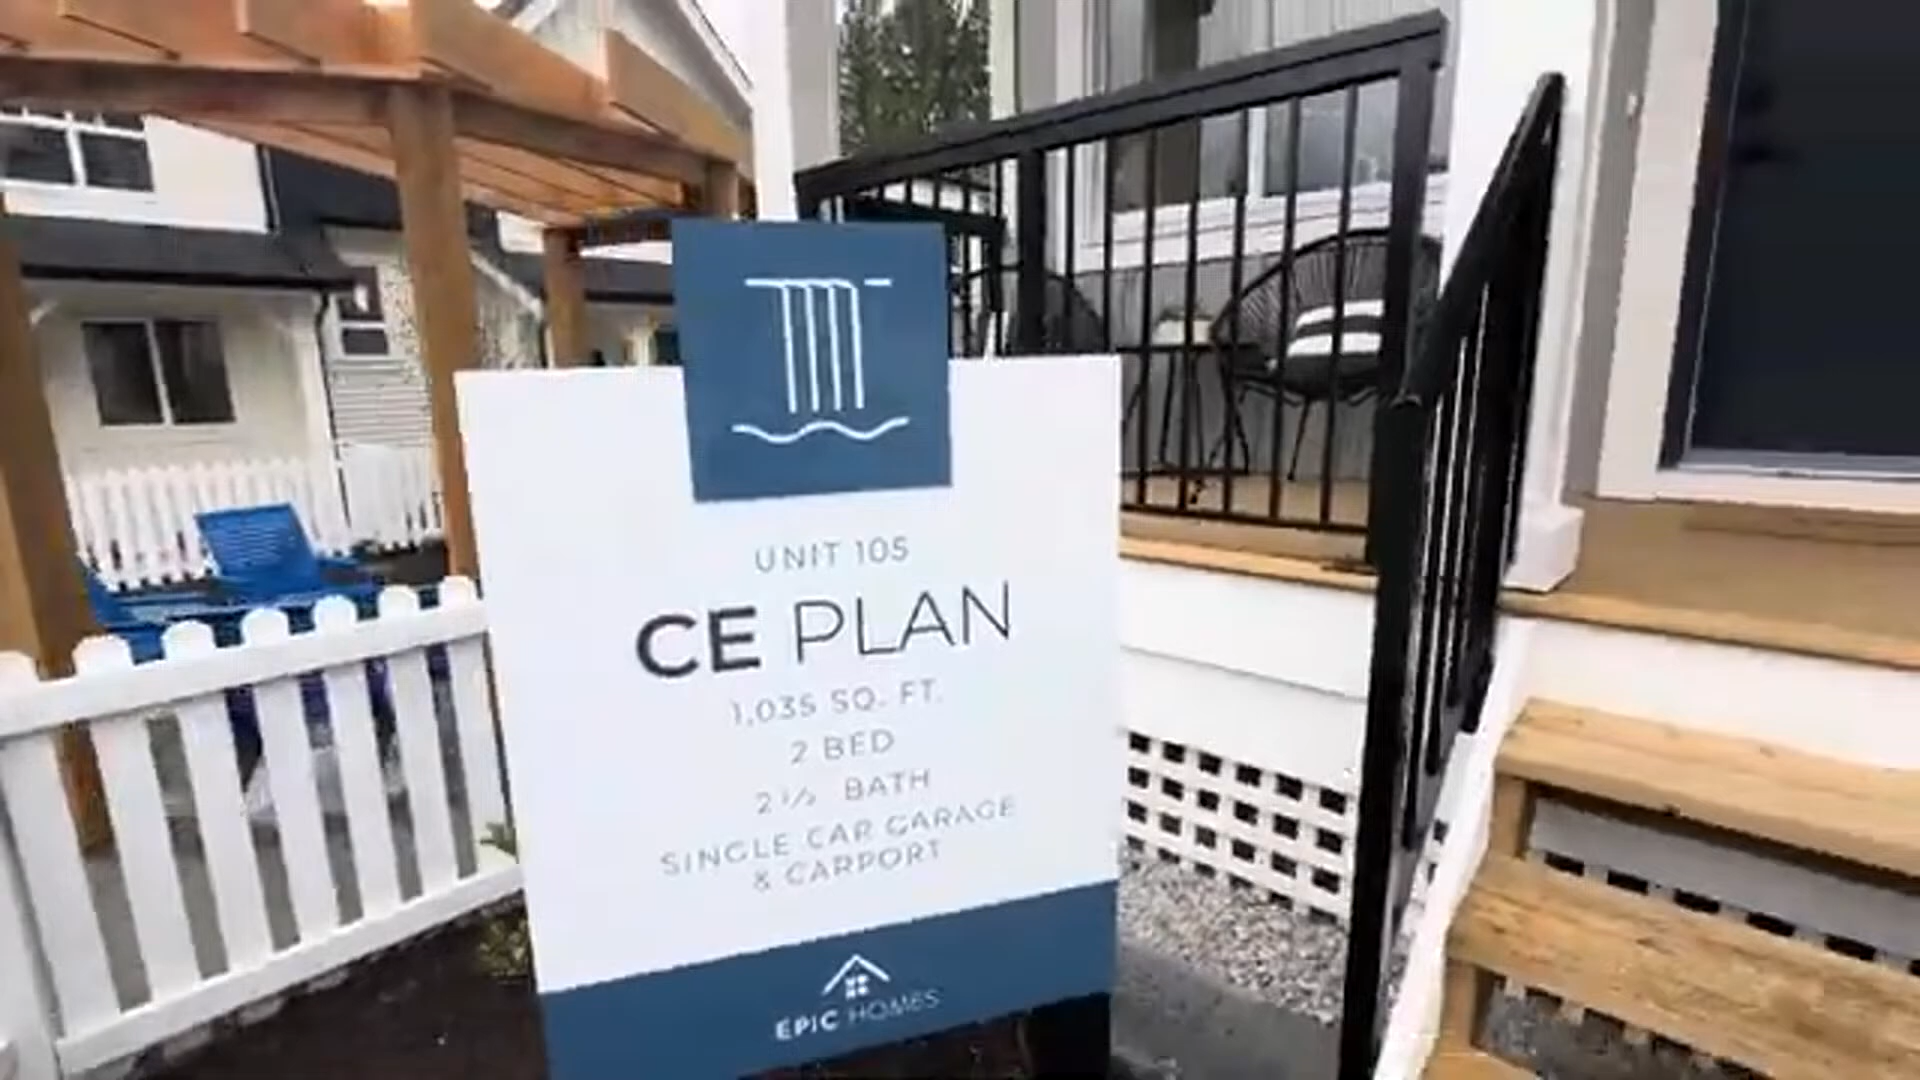 UNIT 105
CE PLAN
1,035 SQ. FT.
2 BED
2 ½ BATH
SINGLE CAR GARAGE
& CARPORT
EPIC HOMES